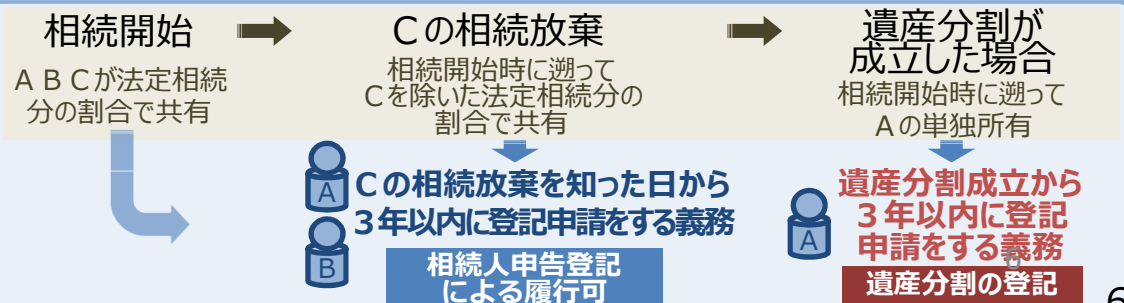 相続開始
ＡＢＣが法定相続
分の割合で共有
Ｃの相続放棄
相続開始時に遡って
Ｃを除いた法定相続分の
割合で共有
遺産分割が
成立した場合
相続開始時に遡って
Ａの単独所有
A
B
Ｃの相続放棄を知った日から
３年以内に登記申請をする義務
相続人申告登記
による履行可
A
遺産分割成立から
３年以内に登記
申請をする義務
遺産分割の登記
6
6